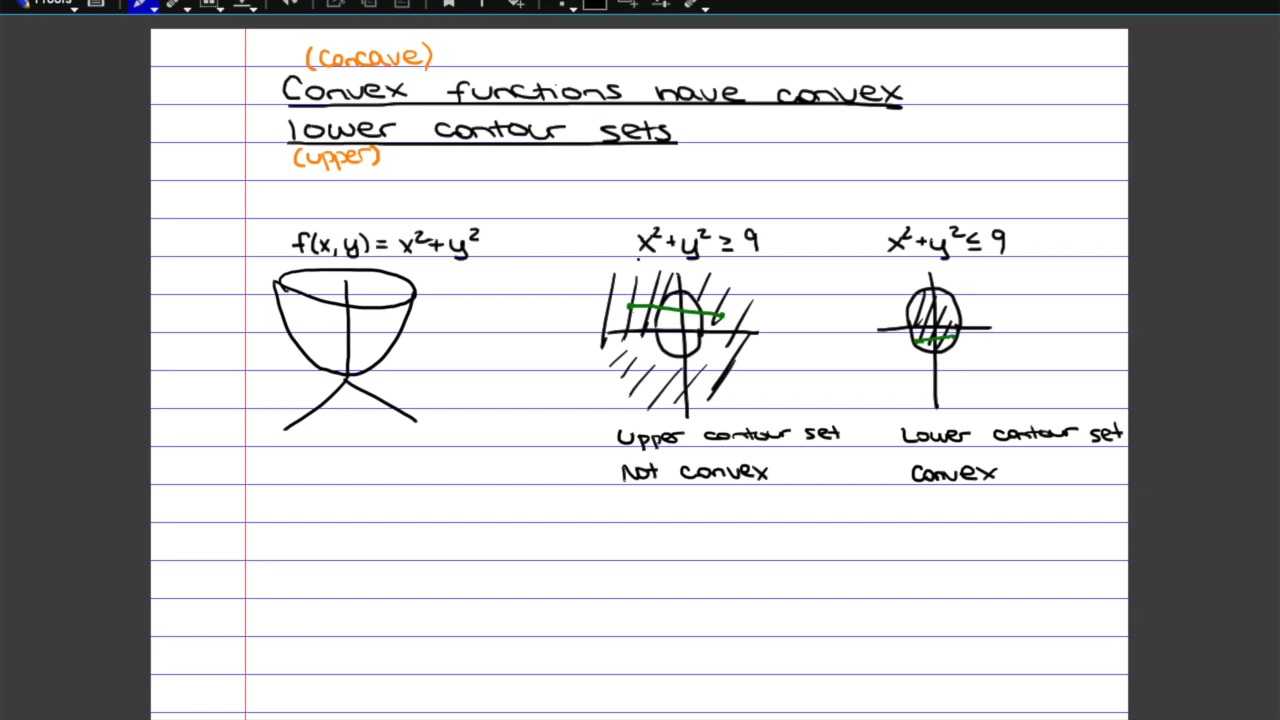 Proofs
(Concave)
Convex functions have convex
lower contour sets
(upper)
f(x, y) = x² + y²
x² + y² ≥ 9
x² + y² ≤ 9
Upper contour set
Lower contour set
Not convex
Convex